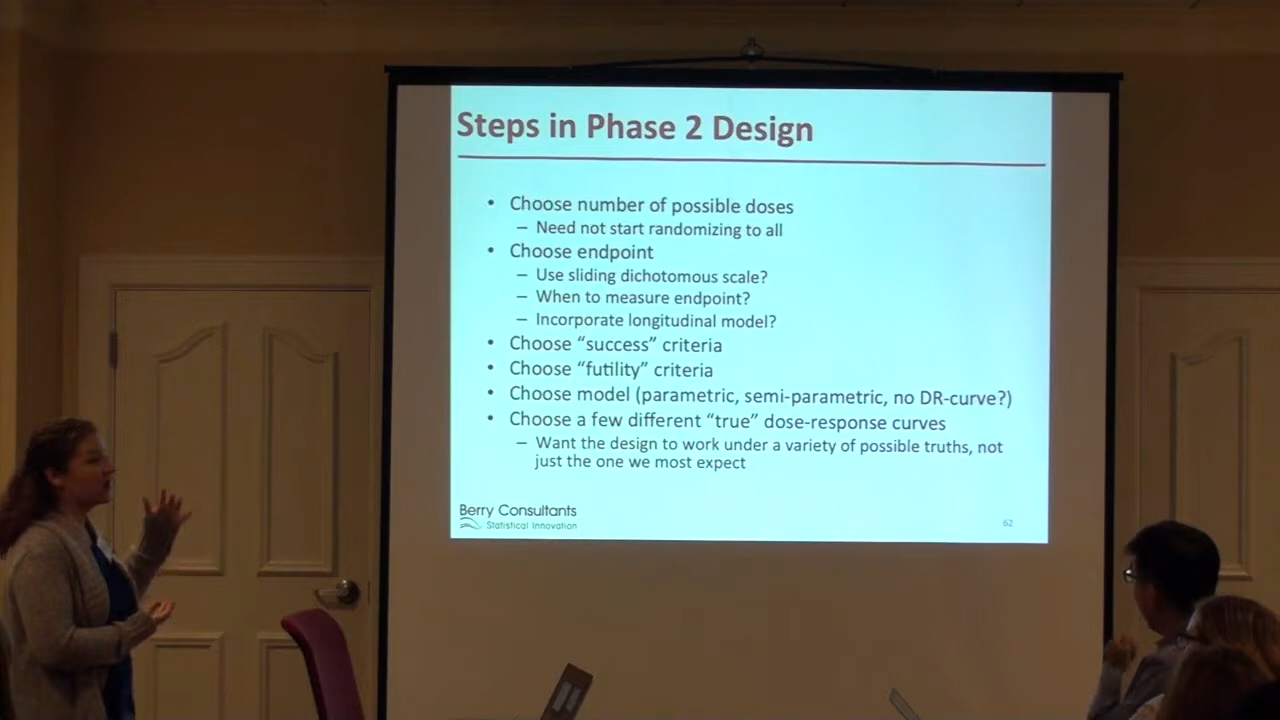 Steps in Phase 2 Design
• Choose number of possible doses
– Need not start randomizing to all
• Choose endpoint
– Use sliding dichotomous scale?
– When to measure endpoint?
– Incorporate longitudinal model?
• Choose “success” criteria
• Choose “futility” criteria
• Choose model (parametric, semi-parametric, no DR-curve?)
• Choose a few different “true” dose-response curves
– Want the design to work under a variety of possible truths, not
just the one we most expect
Berry Consultants
Statistical Innovation
62